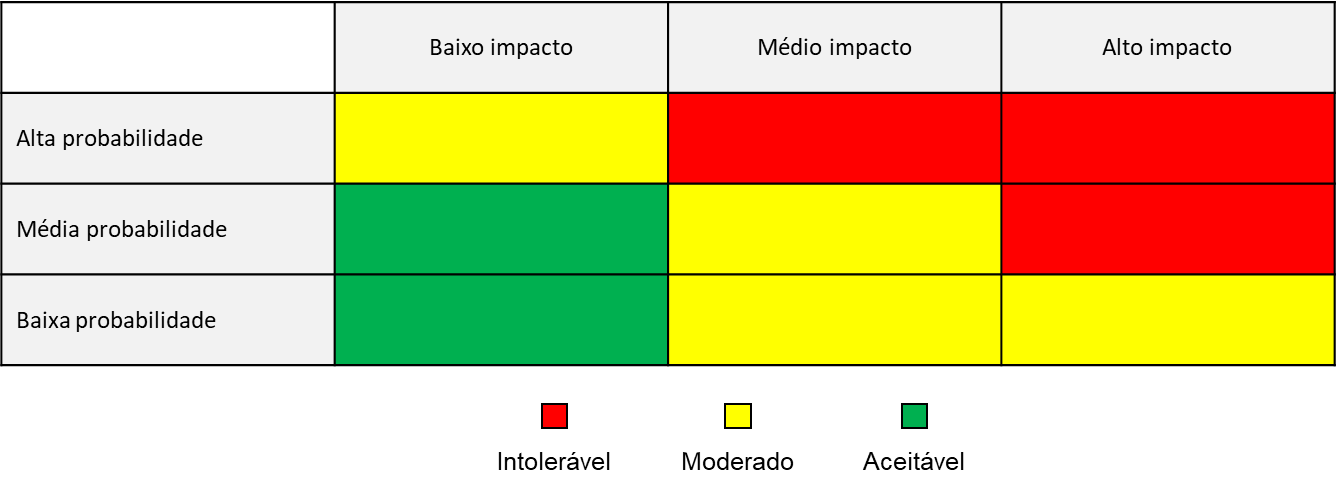 Baixo impacto
Médio impacto
Alto impacto
Alta probabilidade
Média probabilidade
Baixa probabilidade
Intolerável
Moderado
Aceitável